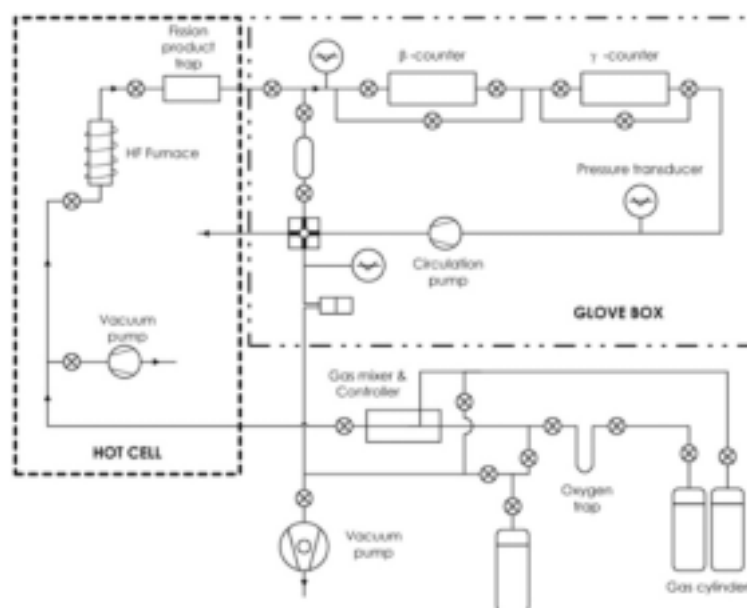 Fission
product
trap
β -counter
γ -counter
HF Furnace
Pressure transducer
Circulation
pump
GLOVE BOX
Vacuum
pump
Gas mixer &
Controller
HOT CELL
Oxygen
trap
Vacuum
pump
Gas cylinder